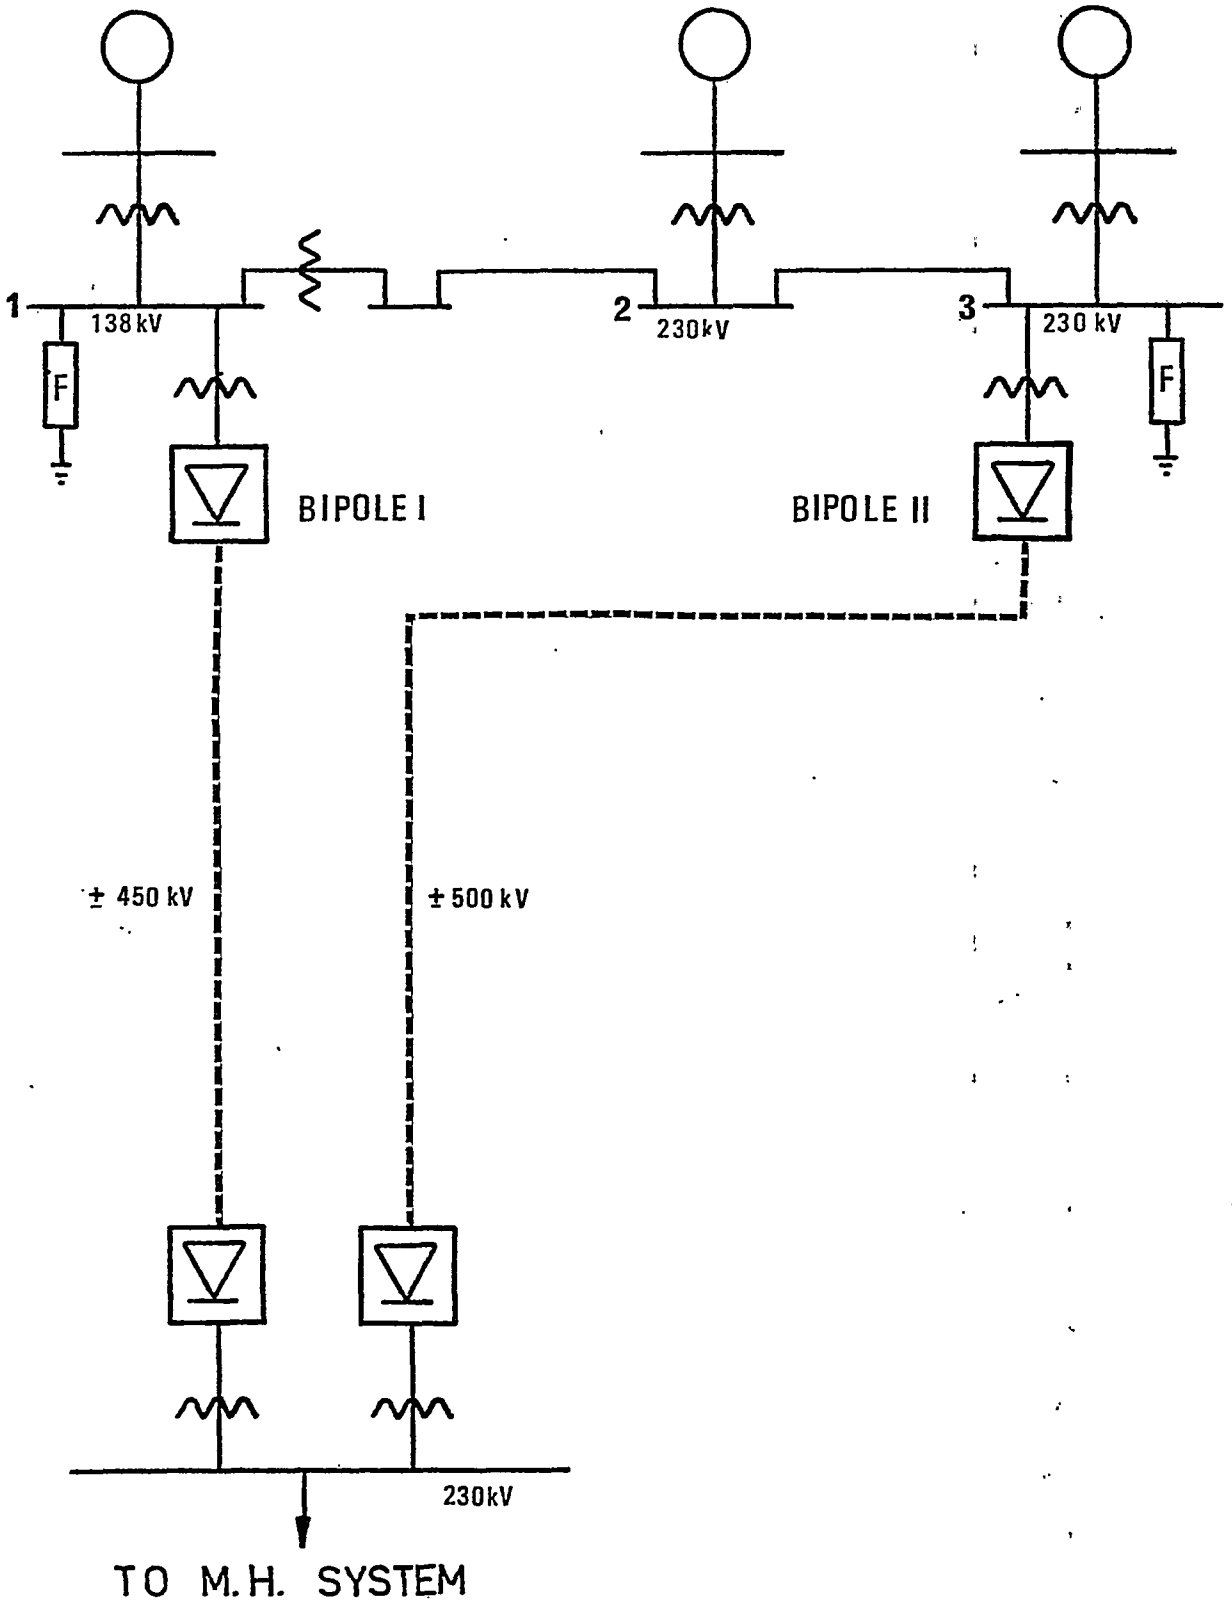 1
138kV
2
230kV
3
230 kV
F
F
BIPOLE I
BIPOLE II
± 450 kV
± 500 kV
230kV
TO M.H. SYSTEM